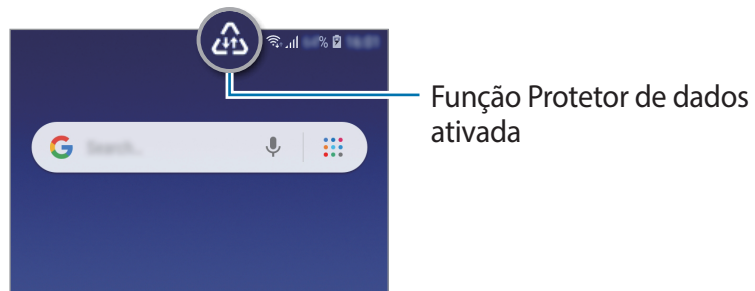 %
G
Função Protetor de dados
ativada